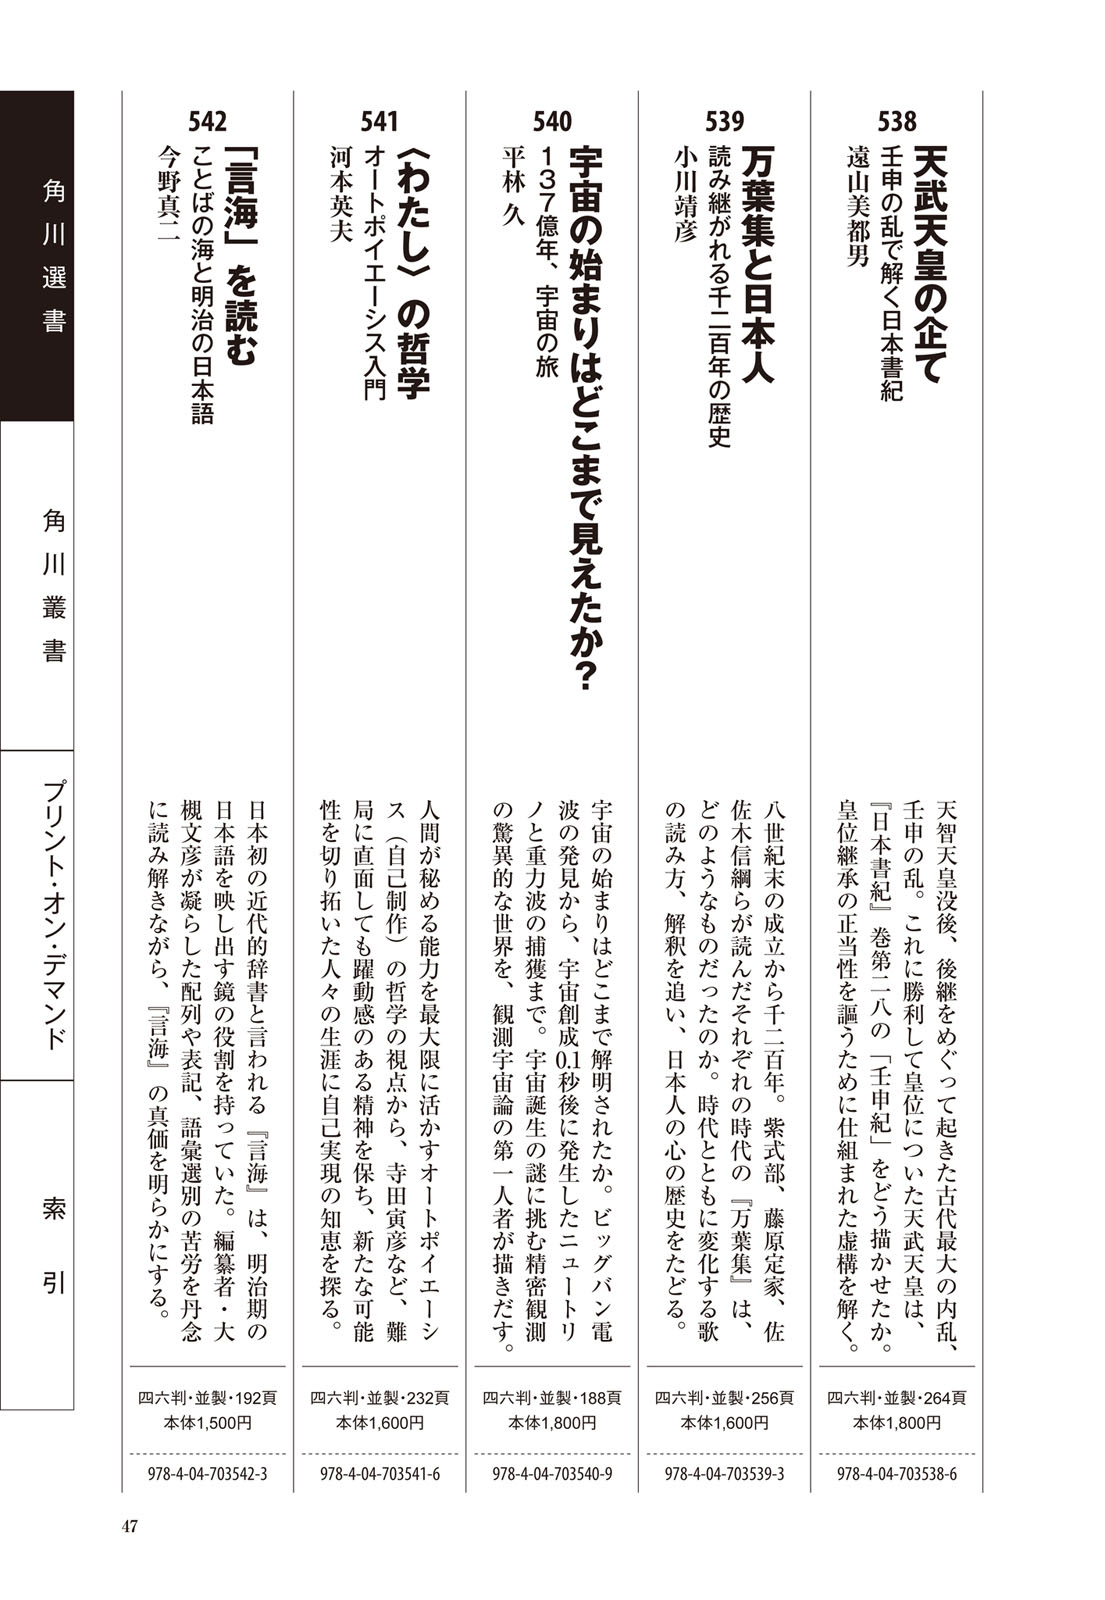 538
天武天皇の企て
壬申の乱で解く日本書紀
遠山美都男
天智天皇没後、後継をめぐって起きた古代最大の内乱、
壬申の乱。これに勝利して皇位についた天武天皇は、
『日本書紀』巻第二八の「壬申紀」をどう描かせたか。
皇位継承の正当性を謳うために仕組まれた虚構を解く。
四六判・並製・264頁
本体1,800円
978-4-04-703538-6
539
万葉集と日本人
読み継がれる千二百年の歴史
小川靖彦
八世紀末の成立から千二百年。紫式部、藤原定家、佐
佐木信綱らが読んだそれぞれの時代の『万葉集』は、
どのようなものだったのか。時代とともに変化する歌
の読み方、解釈を追い、日本人の心の歴史をたどる。
四六判・並製・256頁
本体1,600円
978-4-04-703539-3
540
宇宙の始まりはどこまで見えたか？
137億年、宇宙の旅
平林 久
宇宙の始まりはどこまで解明されたか。ビッグバン電
波の発見から、宇宙創成0.1秒後に発生したニュートリ
ノと重力波の捕獲まで。宇宙誕生の謎に挑む精密観測
の驚異的な世界を、観測宇宙論の第一人者が描きだす。
四六判・並製・188頁
本体1,800円
978-4-04-703540-9
541
〈わたし〉の哲学
オートポイエーシス入門
河本英夫
人間が秘める能力を最大限に活かすオートポイエーシ
ス（自己制作）の哲学の視点から、寺田寅彦など、難
局に直面しても躍動感のある精神を保ち、新たな可能
性を切り拓いた人々の生涯に自己実現の知恵を探る。
四六判・並製・232頁
本体1,600円
978-4-04-703541-6
542
「言海」を読む
ことばの海と明治の日本語
今野真二
日本初の近代的辞書と言われる『言海』は、明治期の
日本語を映し出す鏡の役割を持っていた。編纂者・大
槻文彦が凝らした配列や表記、語彙選別の苦労を丹念
に読み解きながら、『言海』の真価を明らかにする。
四六判・並製・192頁
本体1,500円
978-4-04-703542-3
角川選書
角川叢書
プリント・オン・デマンド
索引
47